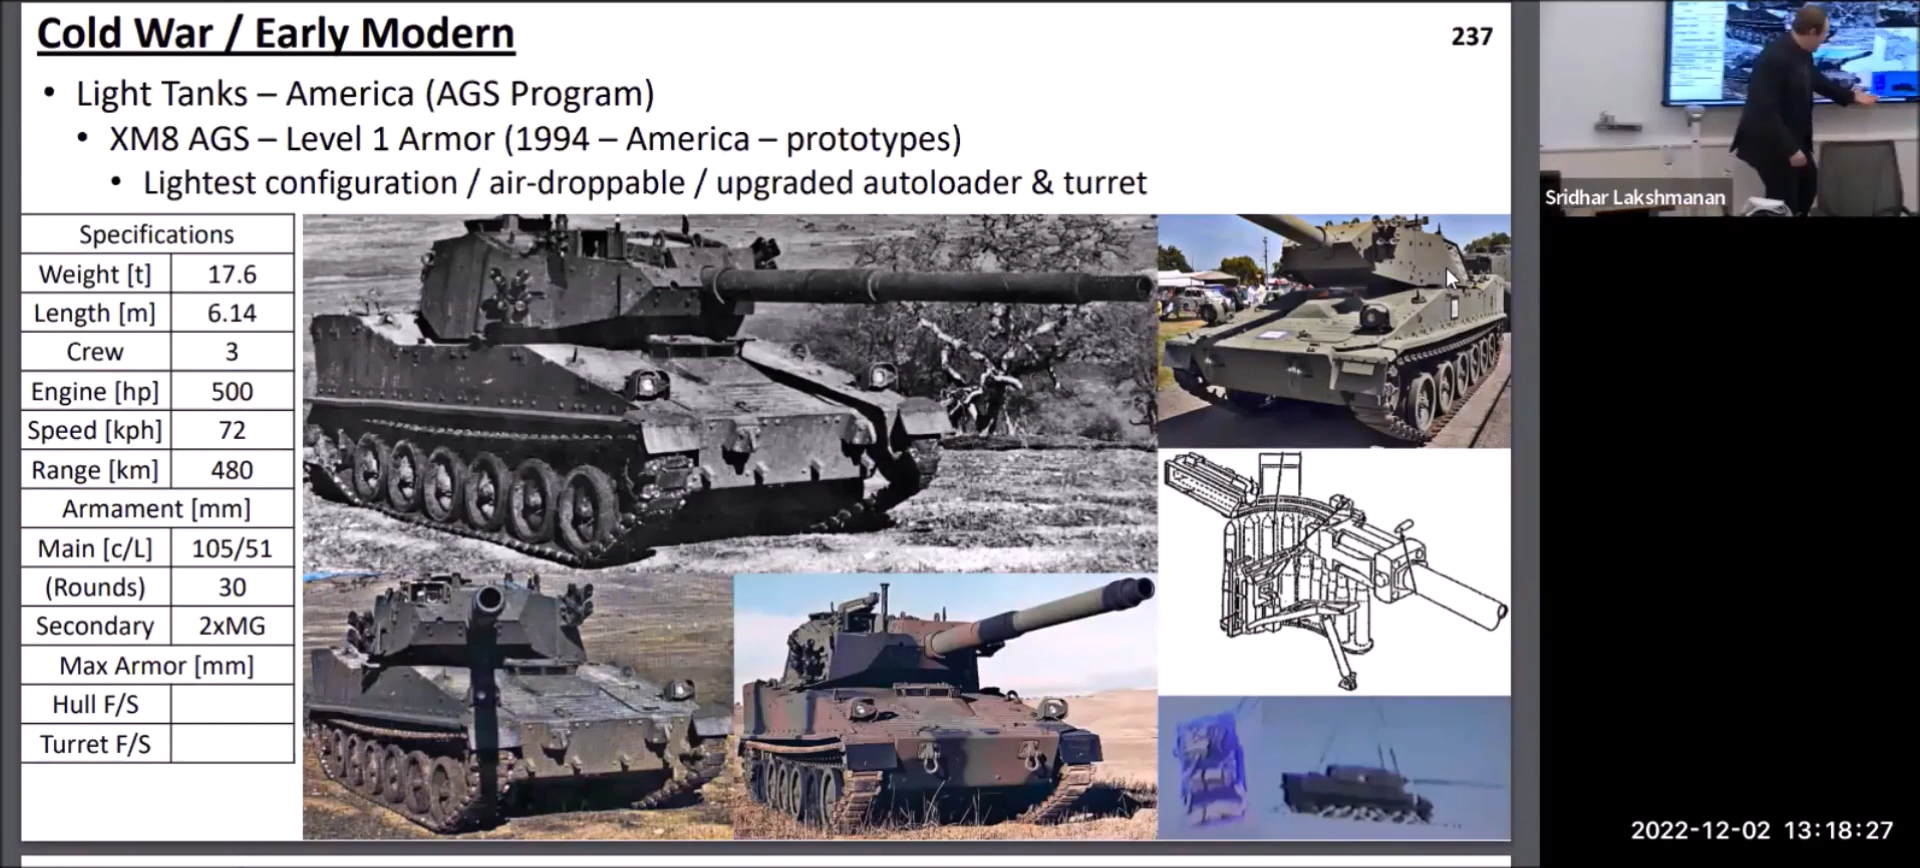 Cold War / Early Modern
237
• Light Tanks – America (AGS Program)
• XM8 AGS – Level 1 Armor (1994 – America – prototypes)
• Lightest configuration / air-droppable / upgraded autoloader & turret
Specifications
Weight [t] 17.6
Length [m] 6.14
Crew 3
Engine [hp] 500
Speed [kph] 72
Range [km] 480
Armament [mm]
Main [c/L] 105/51
(Rounds) 30
Secondary 2xMG
Max Armor [mm]
Hull F/S
Turret F/S
Sridhar Lakshmanan
2022-12-02 13:18:27